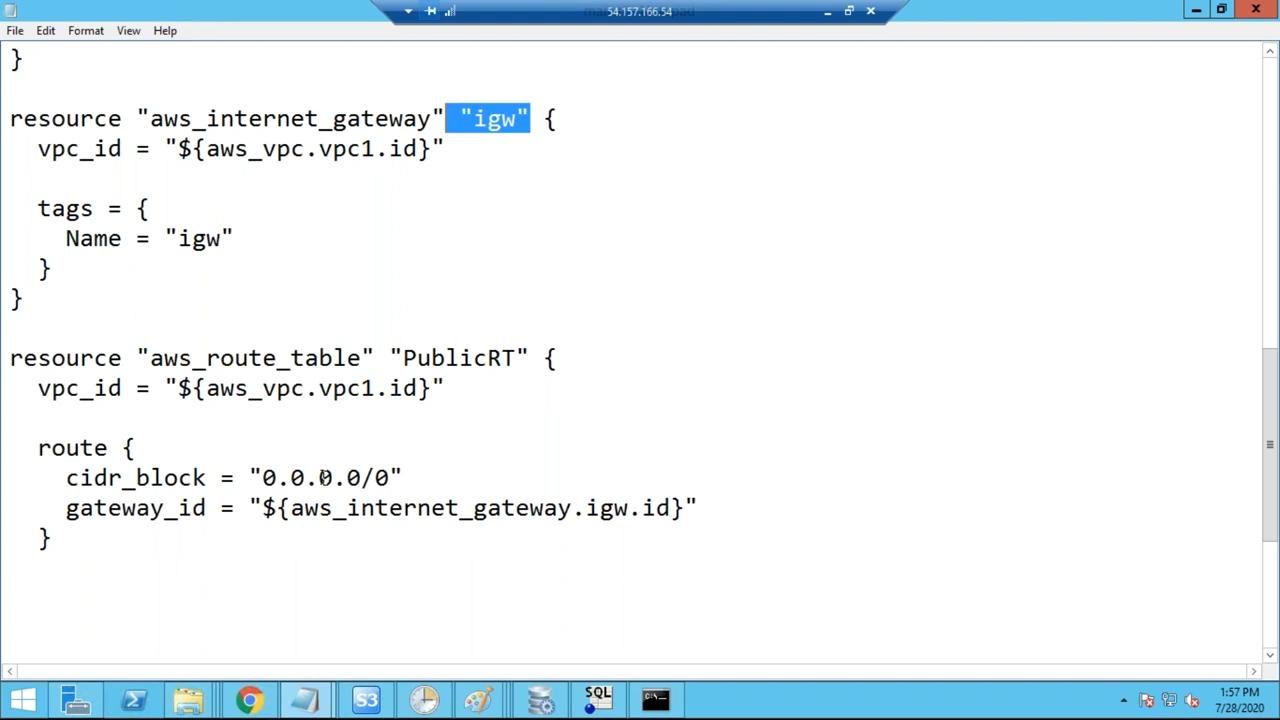 54.157.166.54
File Edit Format View Help
}
resource "aws_internet_gateway" "igw" {
vpc_id = "${aws_vpc.vpc1.id}"
tags = {
Name = "igw"
}
}
resource "aws_route_table" "PublicRT" {
vpc_id = "${aws_vpc.vpc1.id}"
route {
cidr_block = "0.0.0.0/0"
gateway_id = "${aws_internet_gateway.igw.id}"
}
S3
SQL
C:\_
1:57 PM
7/28/2020